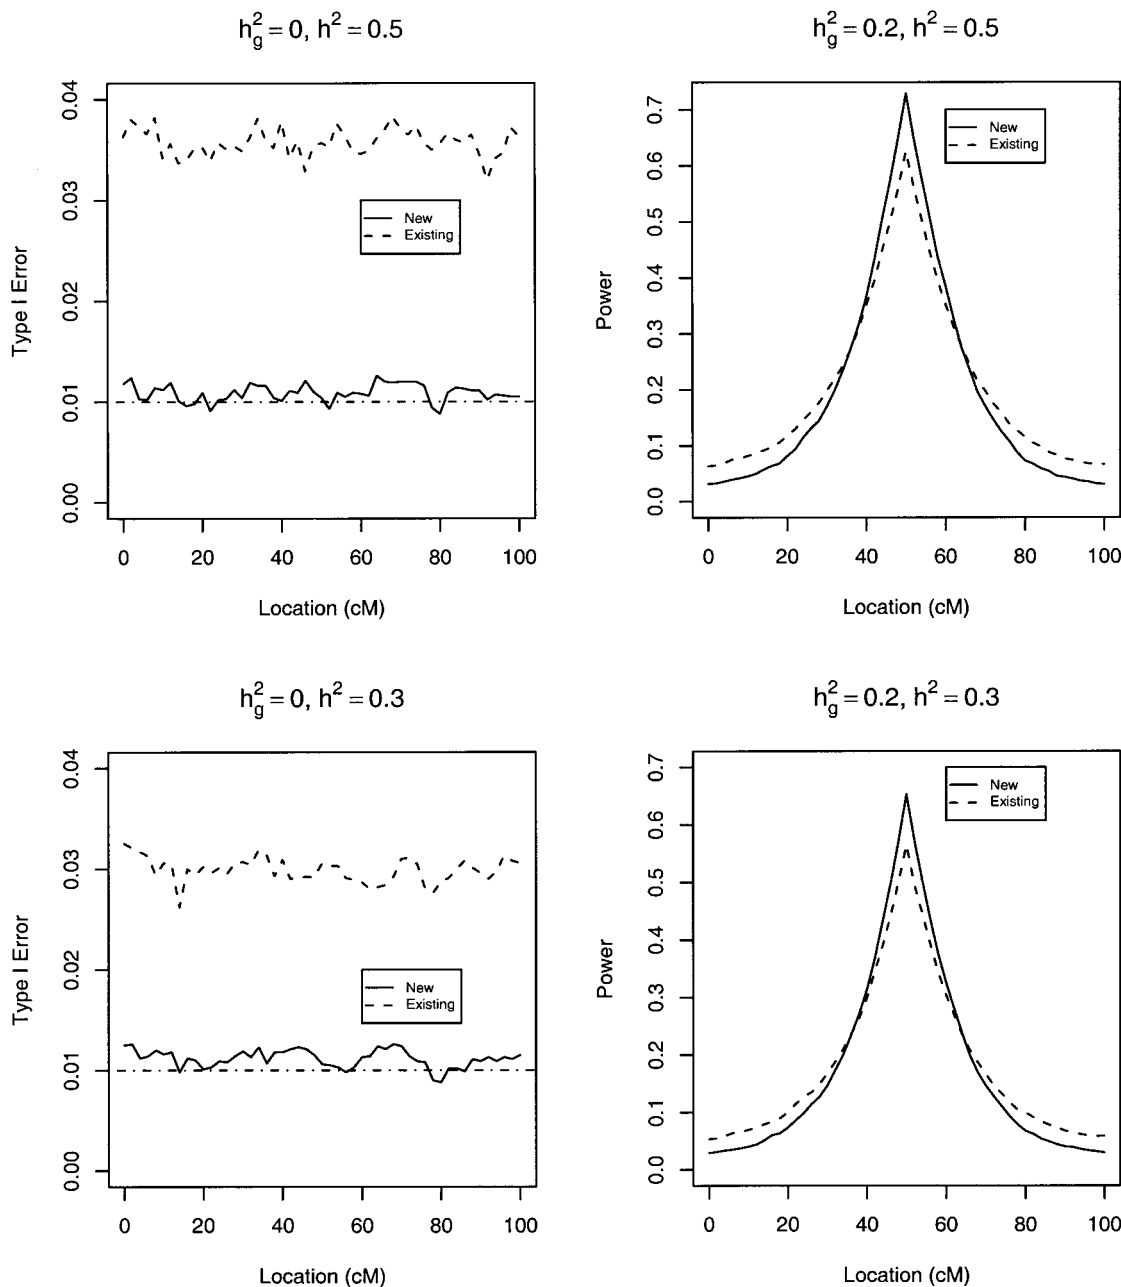 h²g = 0, h² = 0.5
Type I Error
0.04
0.03
0.02
0.01
0.00
New
Existing
0 20 40 60 80 100
Location (cM)
h²g = 0.2, h² = 0.5
Power
0.7
0.6
0.5
0.4
0.3
0.2
0.1
0.0
New
Existing
0 20 40 60 80 100
Location (cM)
h²g = 0, h² = 0.3
Type I Error
0.04
0.03
0.02
0.01
0.00
New
Existing
0 20 40 60 80 100
Location (cM)
h²g = 0.2, h² = 0.3
Power
0.7
0.6
0.5
0.4
0.3
0.2
0.1
0.0
New
Existing
0 20 40 60 80 100
Location (cM)